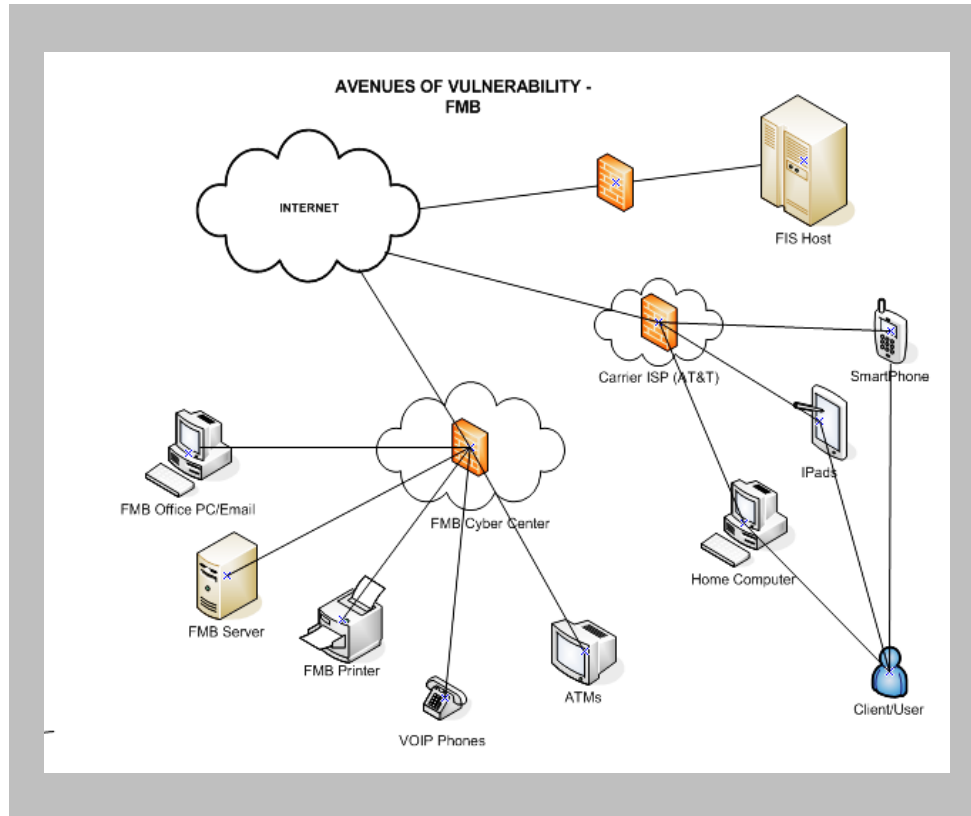 AVENUES OF VULNERABILITY -
FMB
INTERNET
FIS Host
Carrier ISP (AT&T)
SmartPhone
IPads
FMB Office PC/Email
FMB Cyber Center
Home Computer
FMB Server
FMB Printer
ATMs
Client/User
VOIP Phones